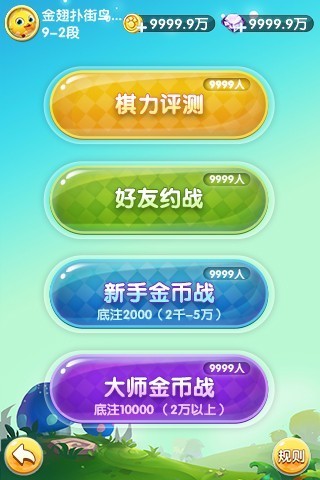 金翅扑街鸟...
9-2段
9999.9万
9999.9万
9999人
棋力评测
9999人
好友约战
9999人
新手金币战
底注2000（2千-5万）
9999人
大师金币战
底注10000（2万以上）
规则